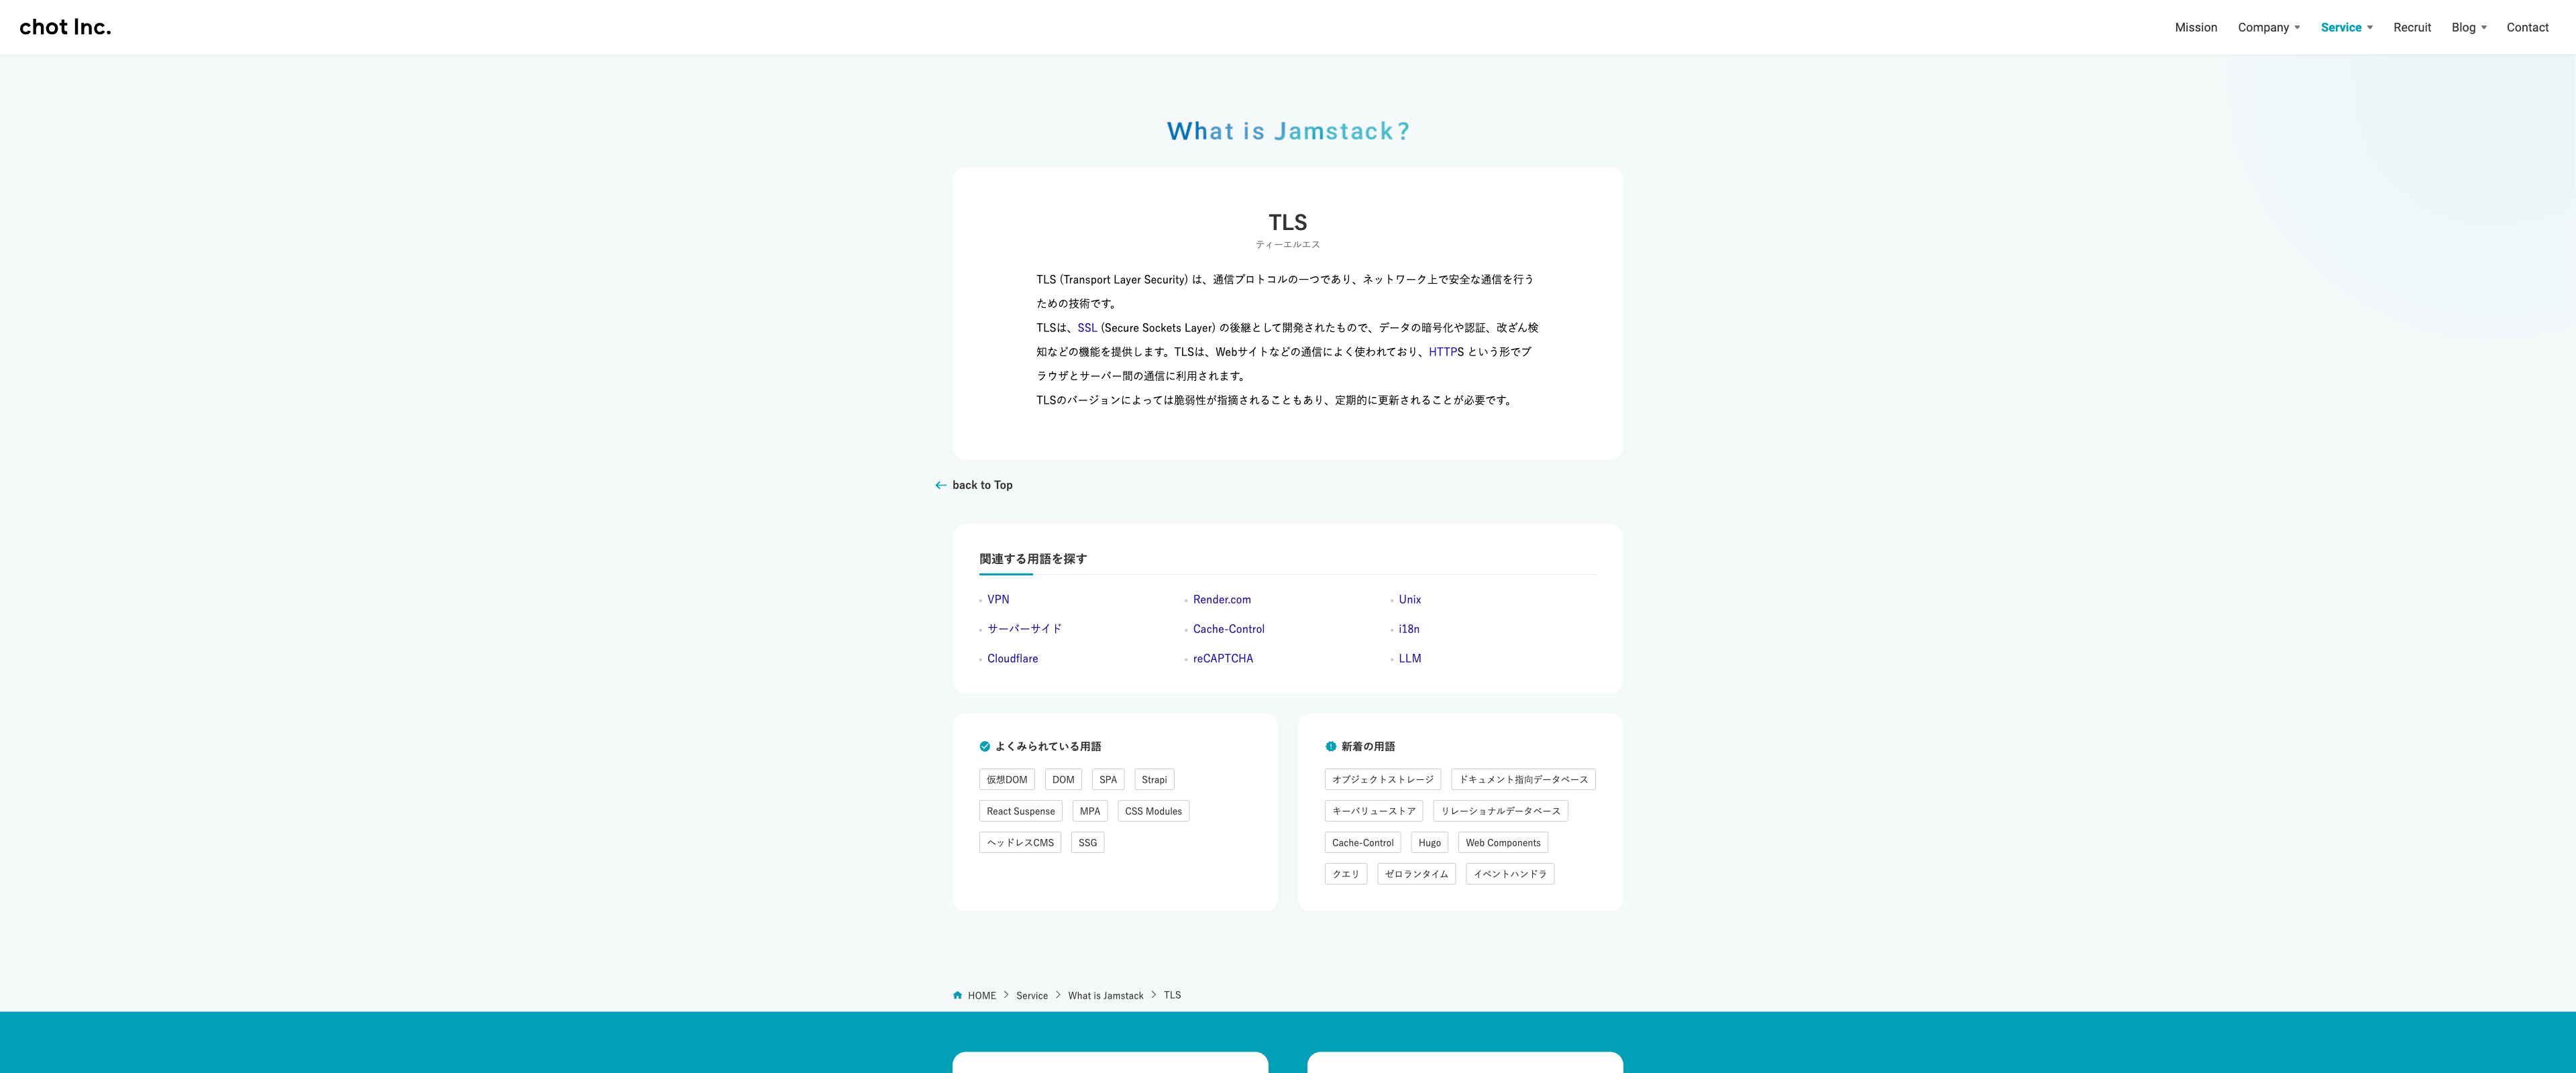 chot Inc.
Mission Company Service Recruit Blog Contact
What is Jamstack?
TLS
ティーエルエス
TLS (Transport Layer Security) は、通信プロトコルの一つであり、ネットワーク上で安全な通信を行う
ための技術です。
TLSは、SSL (Secure Sockets Layer) の後継として開発されたもので、データの暗号化や認証、改ざん検
知などの機能を提供します。TLSは、Webサイトなどの通信によく使われており、HTTPS という形でブ
ラウザとサーバー間の通信に利用されます。
TLSのバージョンによっては脆弱性が指摘されることもあり、定期的に更新されることが必要です。
back to Top
関連する用語を探す
VPN Render.com Unix
サーバーサイド Cache-Control i18n
Cloudflare reCAPTCHA LLM
よくみられている用語
仮想DOM DOM SPA Strapi
React Suspense MPA CSS Modules
ヘッドレスCMS SSG
新着の用語
オブジェクトストレージ ドキュメント指向データベース
キーバリューストア リレーショナルデータベース
Cache-Control Hugo Web Components
クエリ ゼロランタイム イベントハンドラ
HOME Service What is Jamstack TLS